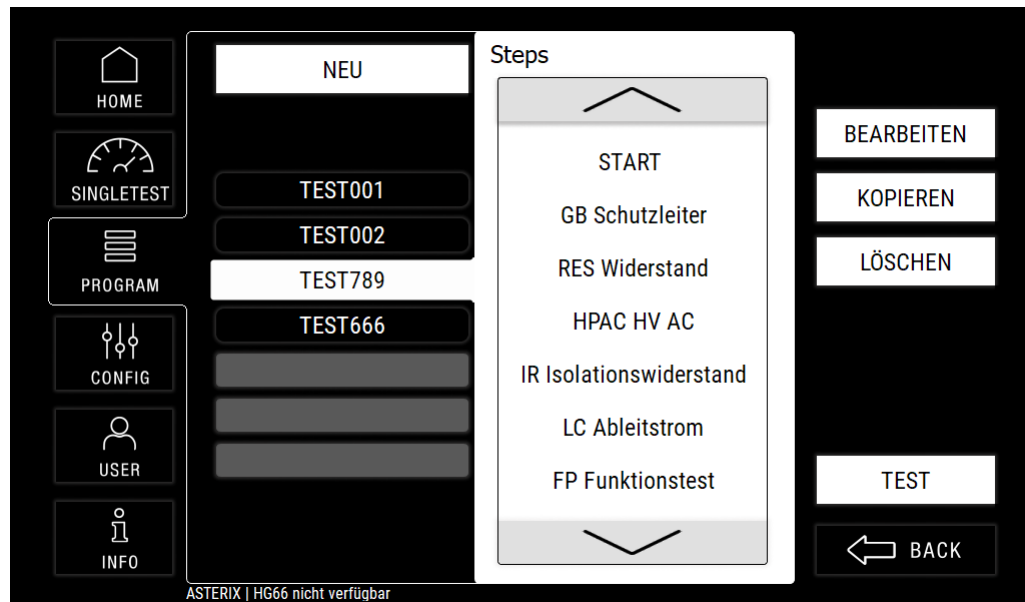 HOME
SINGLETEST
PROGRAM
CONFIG
USER
INFO
NEU
TEST001
TEST002
TEST789
TEST666
Steps
START
GB Schutzleiter
RES Widerstand
HPAC HV AC
IR Isolationswiderstand
LC Ableitstrom
FP Funktionstest
BEARBEITEN
KOPIEREN
LÖSCHEN
TEST
BACK
ASTERIX | HG66 nicht verfügbar